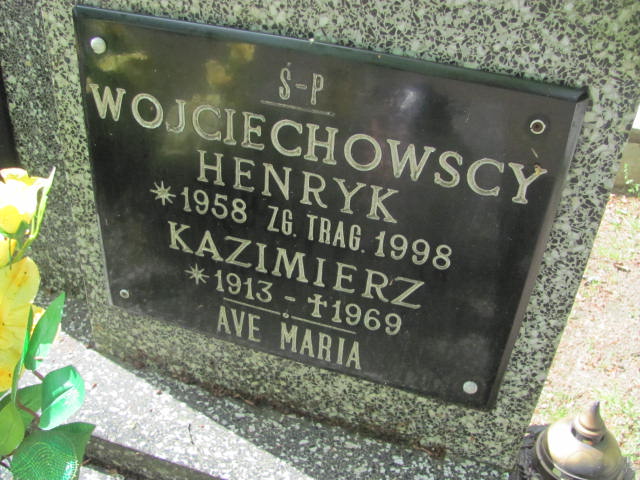 Ś-P
WOJCIECHOWSCY
HENRYK
*1958 ZG. TRAG. 1998
KAZIMIERZ
*1913 - ✝1969
AVE MARIA